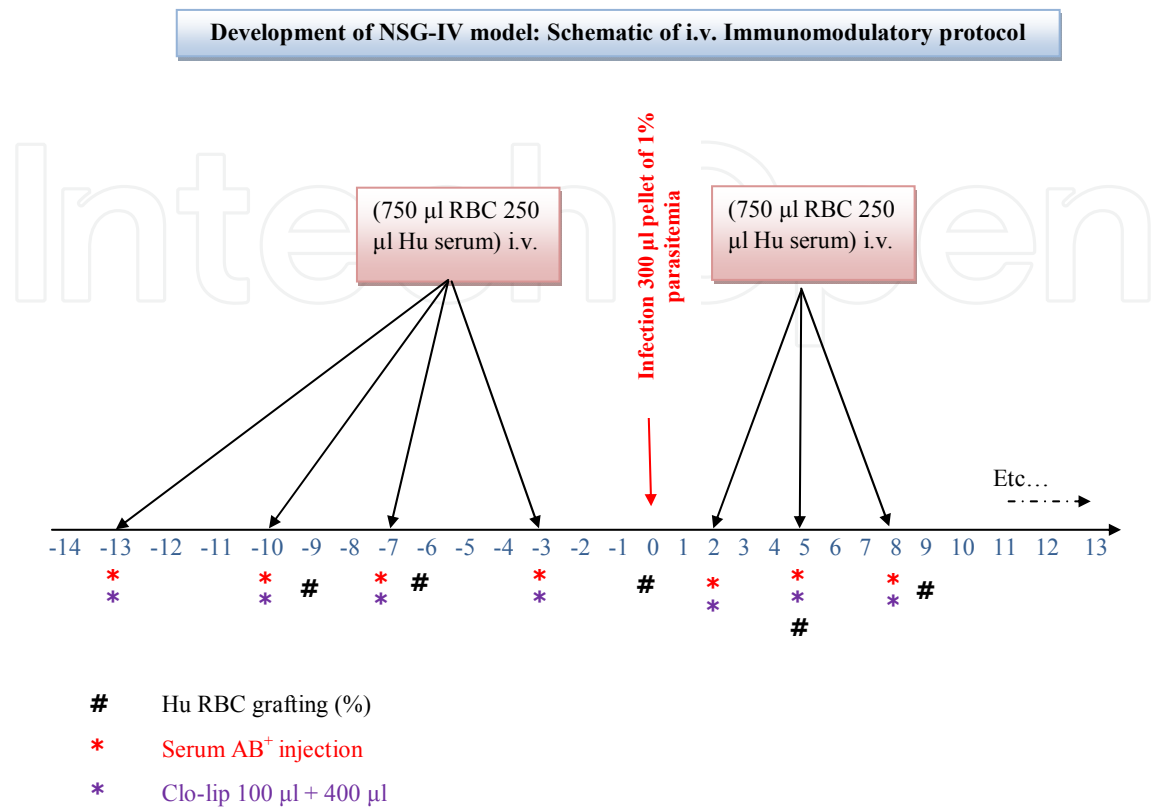 Development of NSG-IV model: Schematic of i.v. Immunomodulatory protocol
IntechOpen
(750 µl RBC 250
µl Hu serum) i.v.
Infection 300 µl pellet of 1%
parasitemia
(750 µl RBC 250
µl Hu serum) i.v.
Etc…
-14 -13 -12 -11 -10 -9 -8 -7 -6 -5 -4 -3 -2 -1 0 1 2 3 4 5 6 7 8 9 10 11 12 13
* * # * # * # * * * #
* * * * * * *
#
# Hu RBC grafting (%)
* Serum AB⁺ injection
* Clo-lip 100 µl + 400 µl